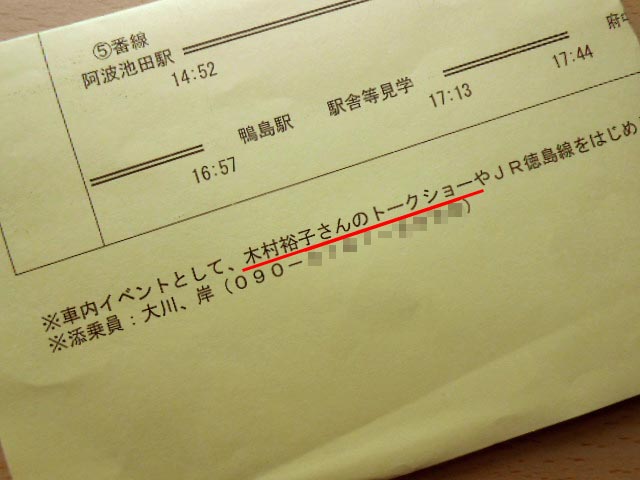 ⑤番線
阿波池田駅
14:52
府中
17:44
駅舎等見学
17:13
鴨島駅
16:57
※車内イベントとして、木村裕子さんのトークショーやＪＲ徳島線をはじめ
※添乗員：大川、岸（０９０－
）